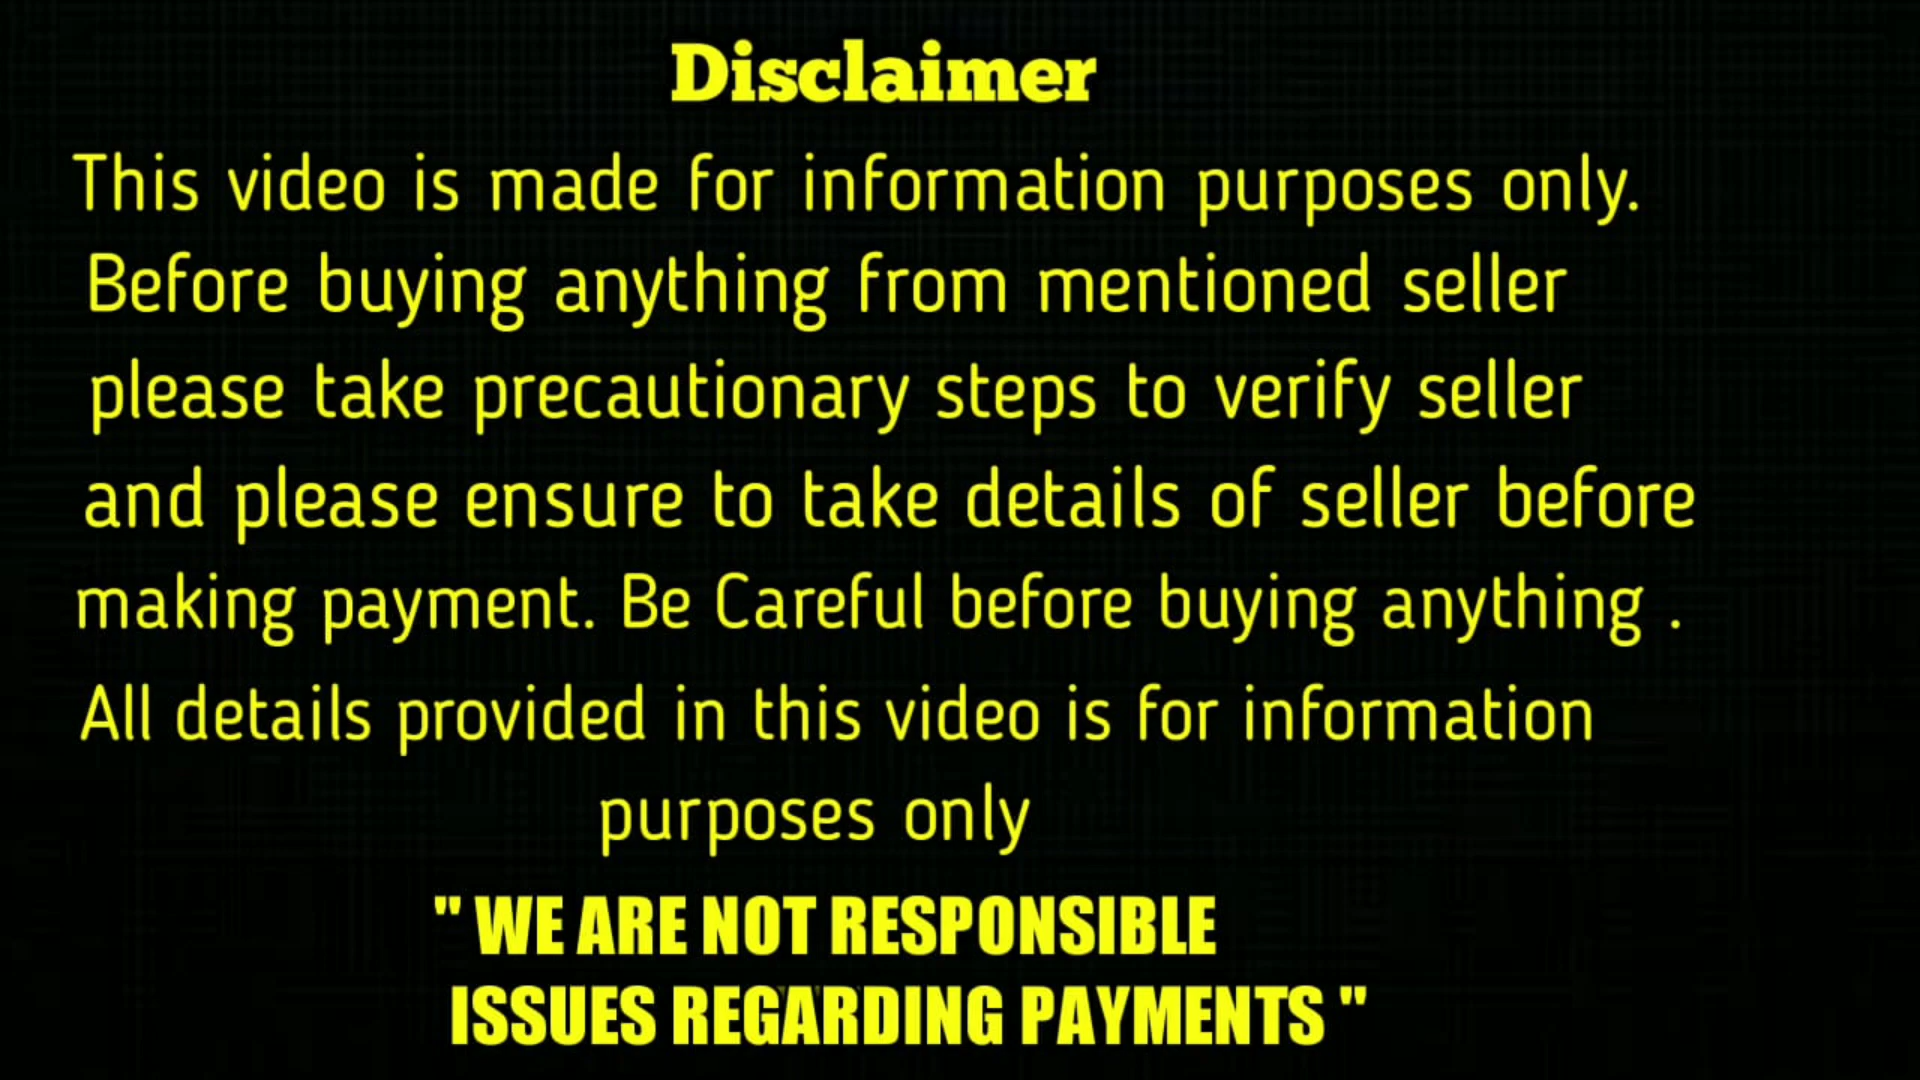 Disclaimer
This video is made for information purposes only.
Before buying anything from mentioned seller
please take precautionary steps to verify seller
and please ensure to take details of seller before
making payment. Be Careful before buying anything .
All details provided in this video is for information
purposes only
" WE ARE NOT RESPONSIBLE
ISSUES REGARDING PAYMENTS "